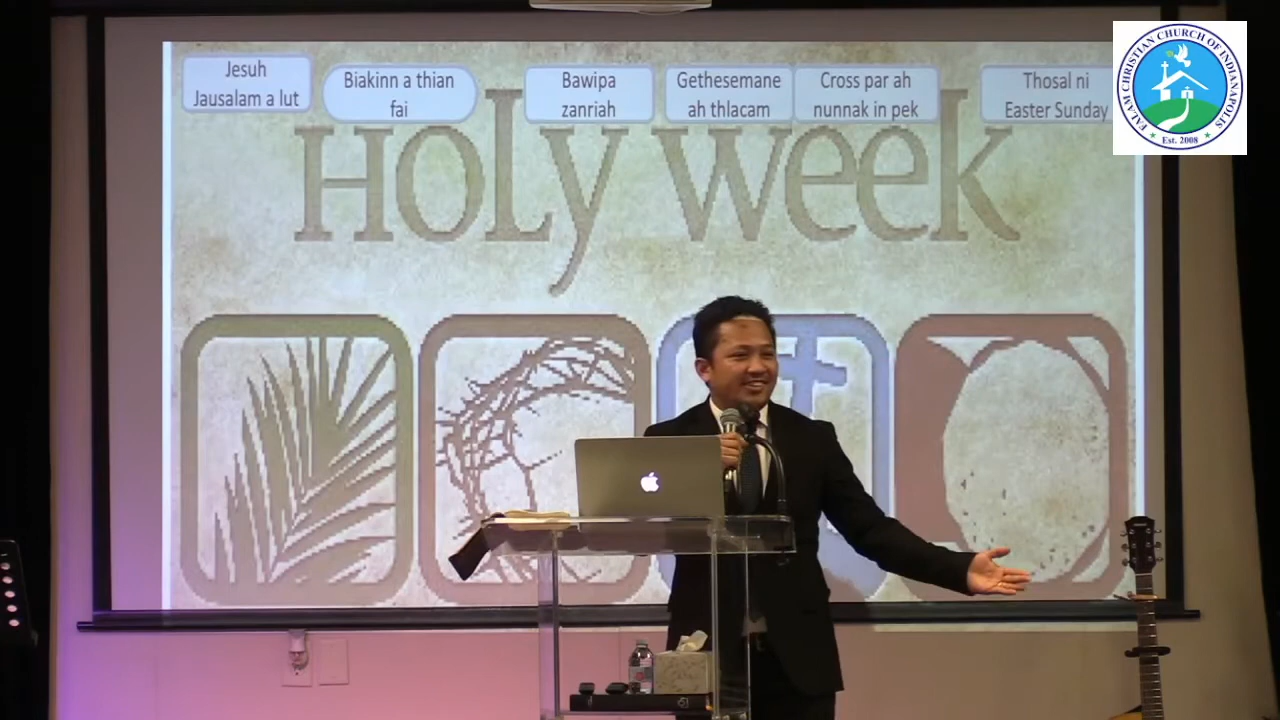 Jesuh
Jausalam a lut
Biakinn a thian
fai
Bawipa
zanriah
Gethesemane
ah thlacam
Cross par ah
nunnak in pek
Thosal ni
Easter Sunday
HOLY WEEK
FALAM CHRISTIAN CHURCH OF INDIANAPOLIS
Est. 2008